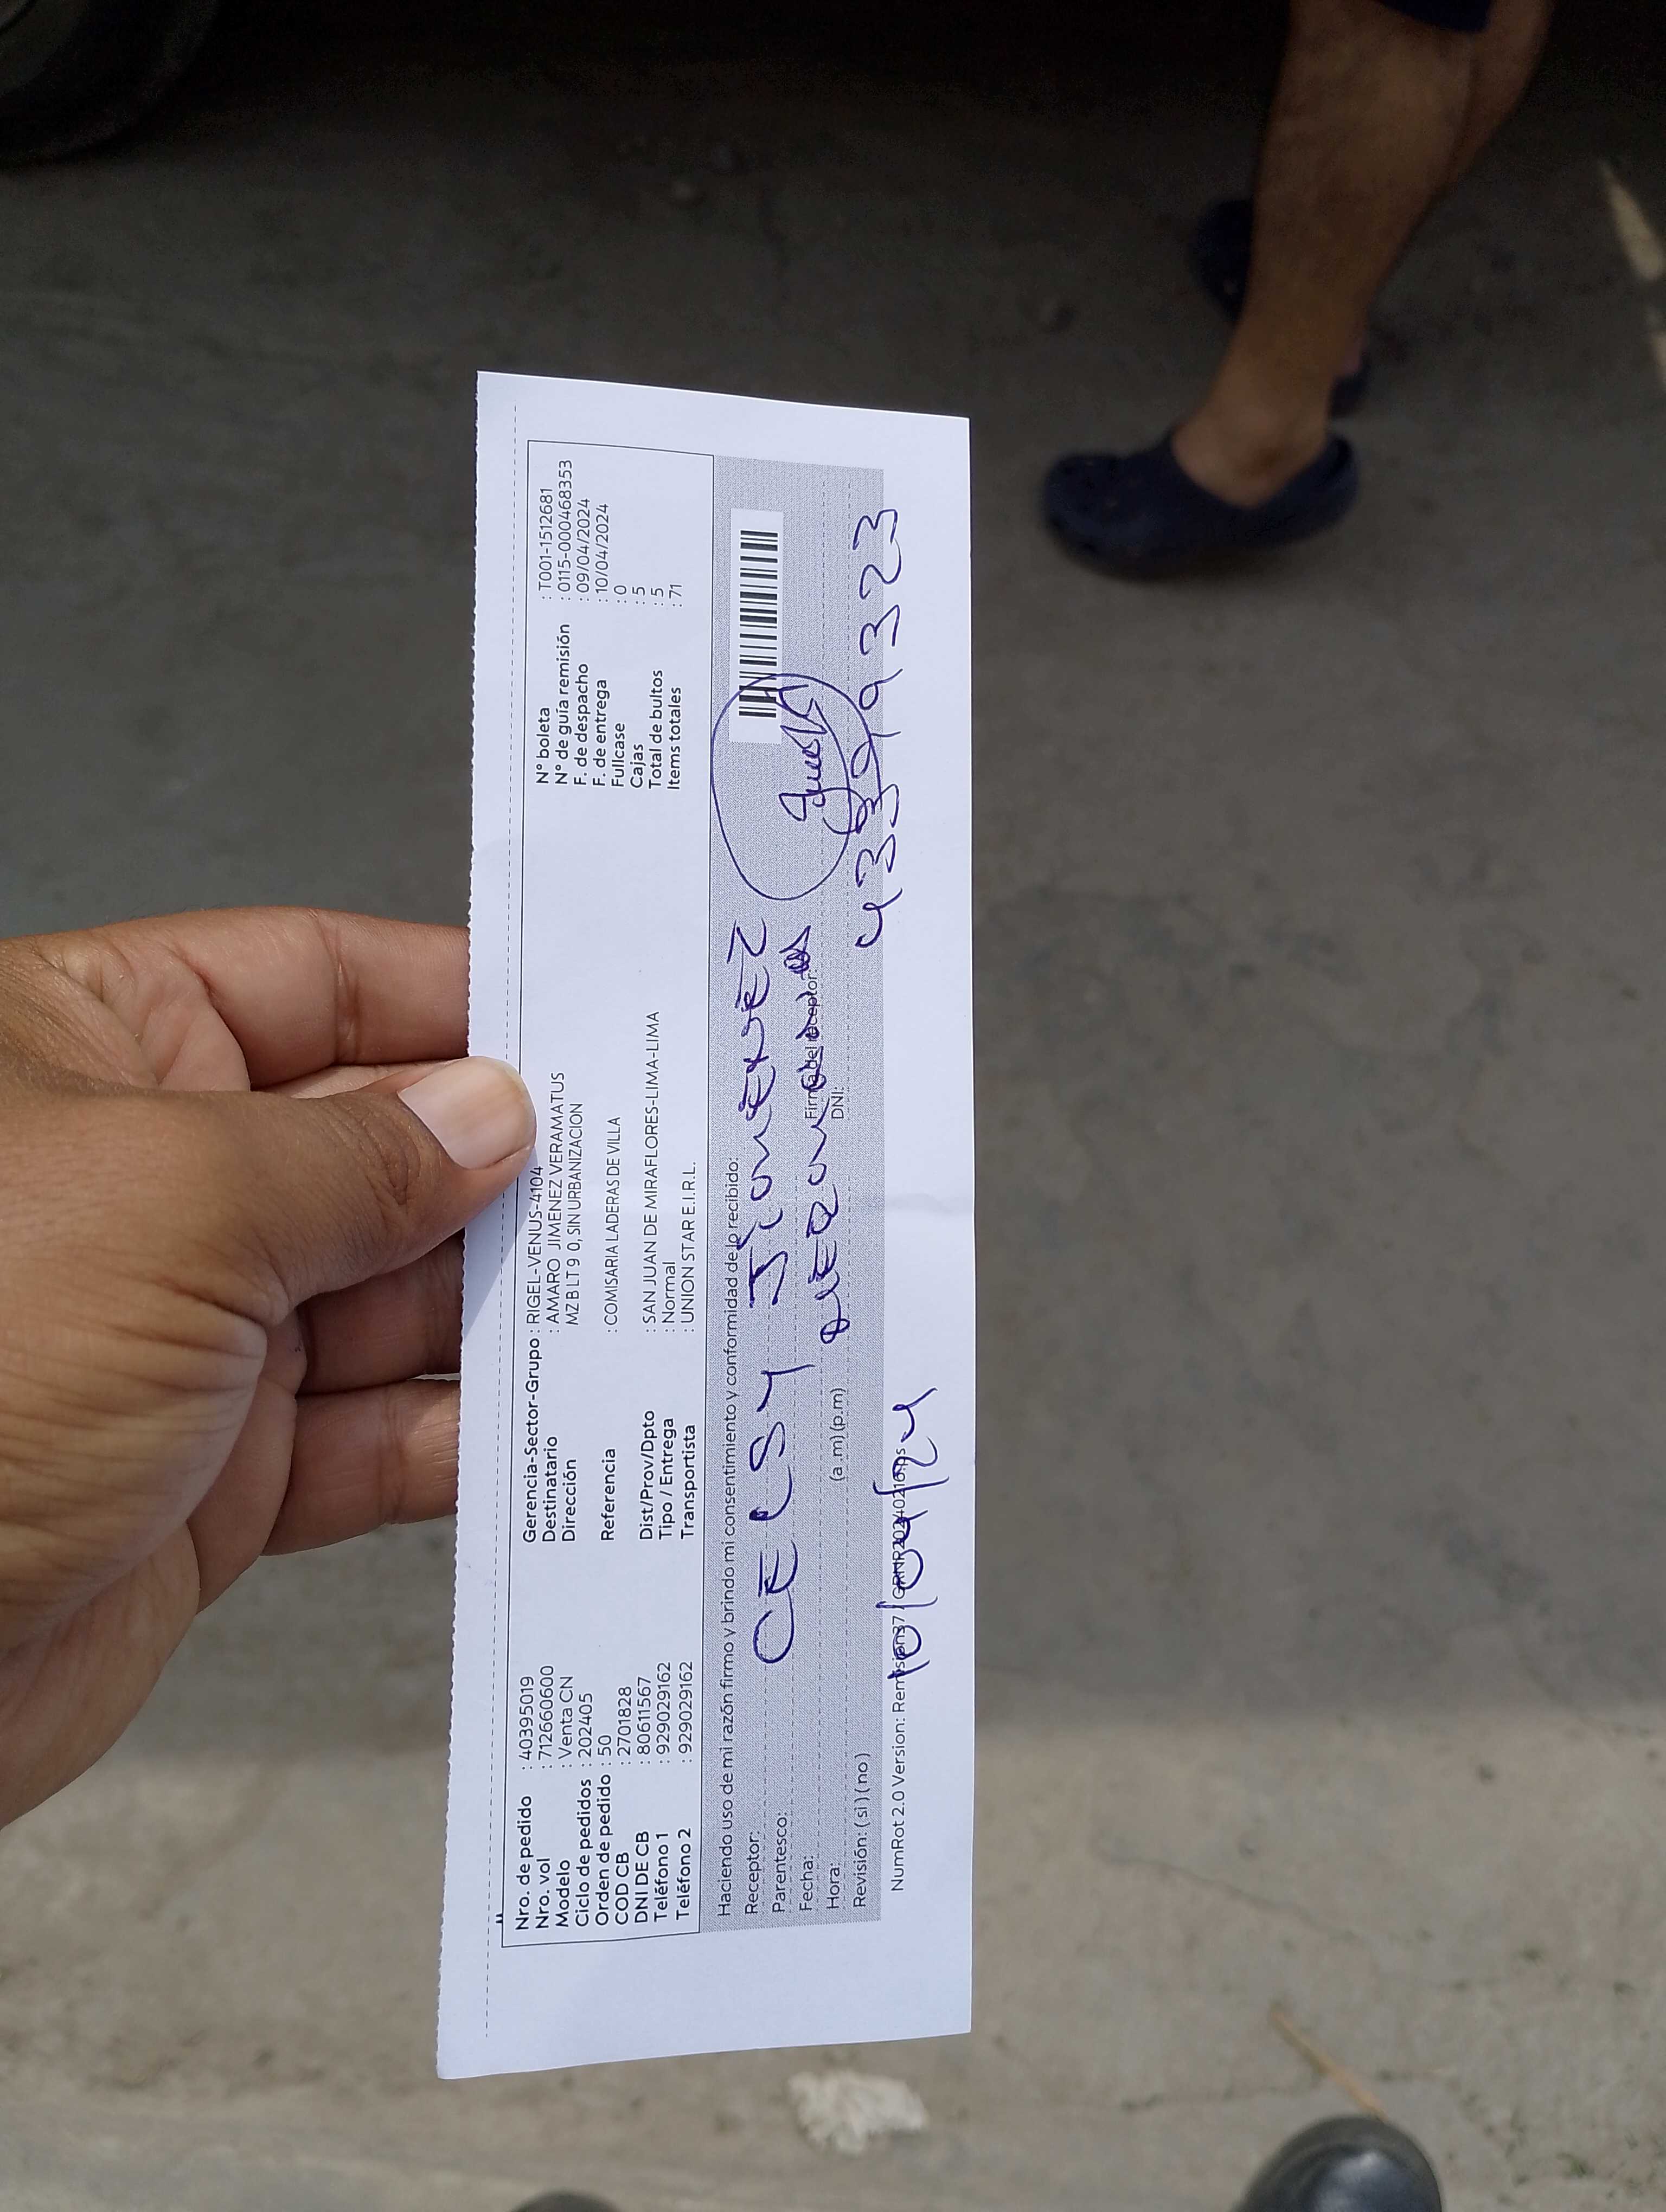 Nro. de pedido : 40395019 Gerencia-Sector-Grupo : RIGEL-VENUS-4104
Nro. vol : 712660600 Destinatario : AMARO JIMENEZ VERAMATUS N° boleta : T001-1512681
Modelo : Venta CN Dirección MZ B LT 9 0, SIN URBANIZACION N° de guía remisión : 0115-000468353
Ciclo de pedidos : 202405 F. de despacho : 09/04/2024
Orden de pedido : 50 Referencia : COMISARIA LADERAS DE VILLA F. de entrega : 10/04/2024
COD CB : 2701828 Fullcase : 0
DNI DE CB : 80611567 Dist/Prov/Dpto : SAN JUAN DE MIRAFLORES-LIMA-LIMA Cajas : 5
Teléfono 1 : 929029162 Tipo / Entrega : Normal Total de bultos : 5
Teléfono 2 : 929029162 Transportista : UNION STAR E.I.R.L. Items totales : 71
Haciendo uso de mi razón firmo y brindo mi consentimiento y conformidad de lo recibido:
Receptor: CELSY JIMENEZ
Parentesco:
Fecha: Firma del receptor:
Hora: (a.m) (p.m) DNI: 43399323
Revisión: ( si ) ( no )
10/04/24
NumRot 2.0 Version: Remision37